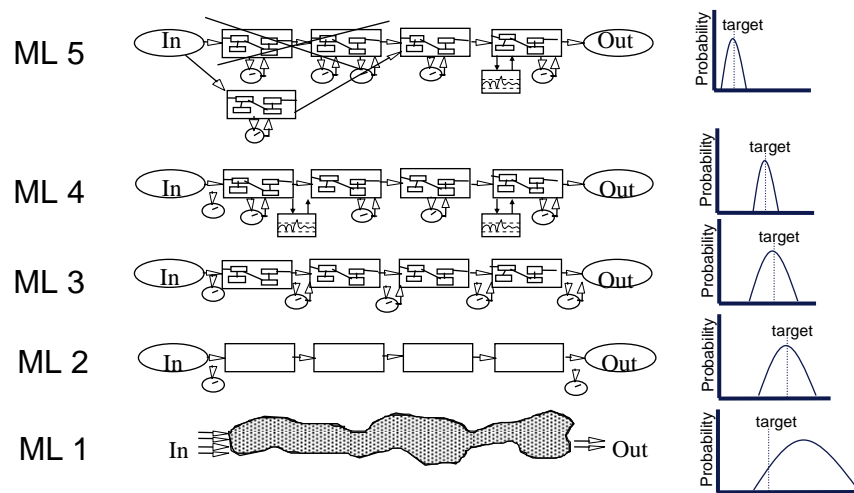 ML 5
In
Out
Probability
target
ML 4
In
Out
Probability
target
ML 3
In
Out
Probability
target
ML 2
In
Out
Probability
target
ML 1
In
Out
Probability
target